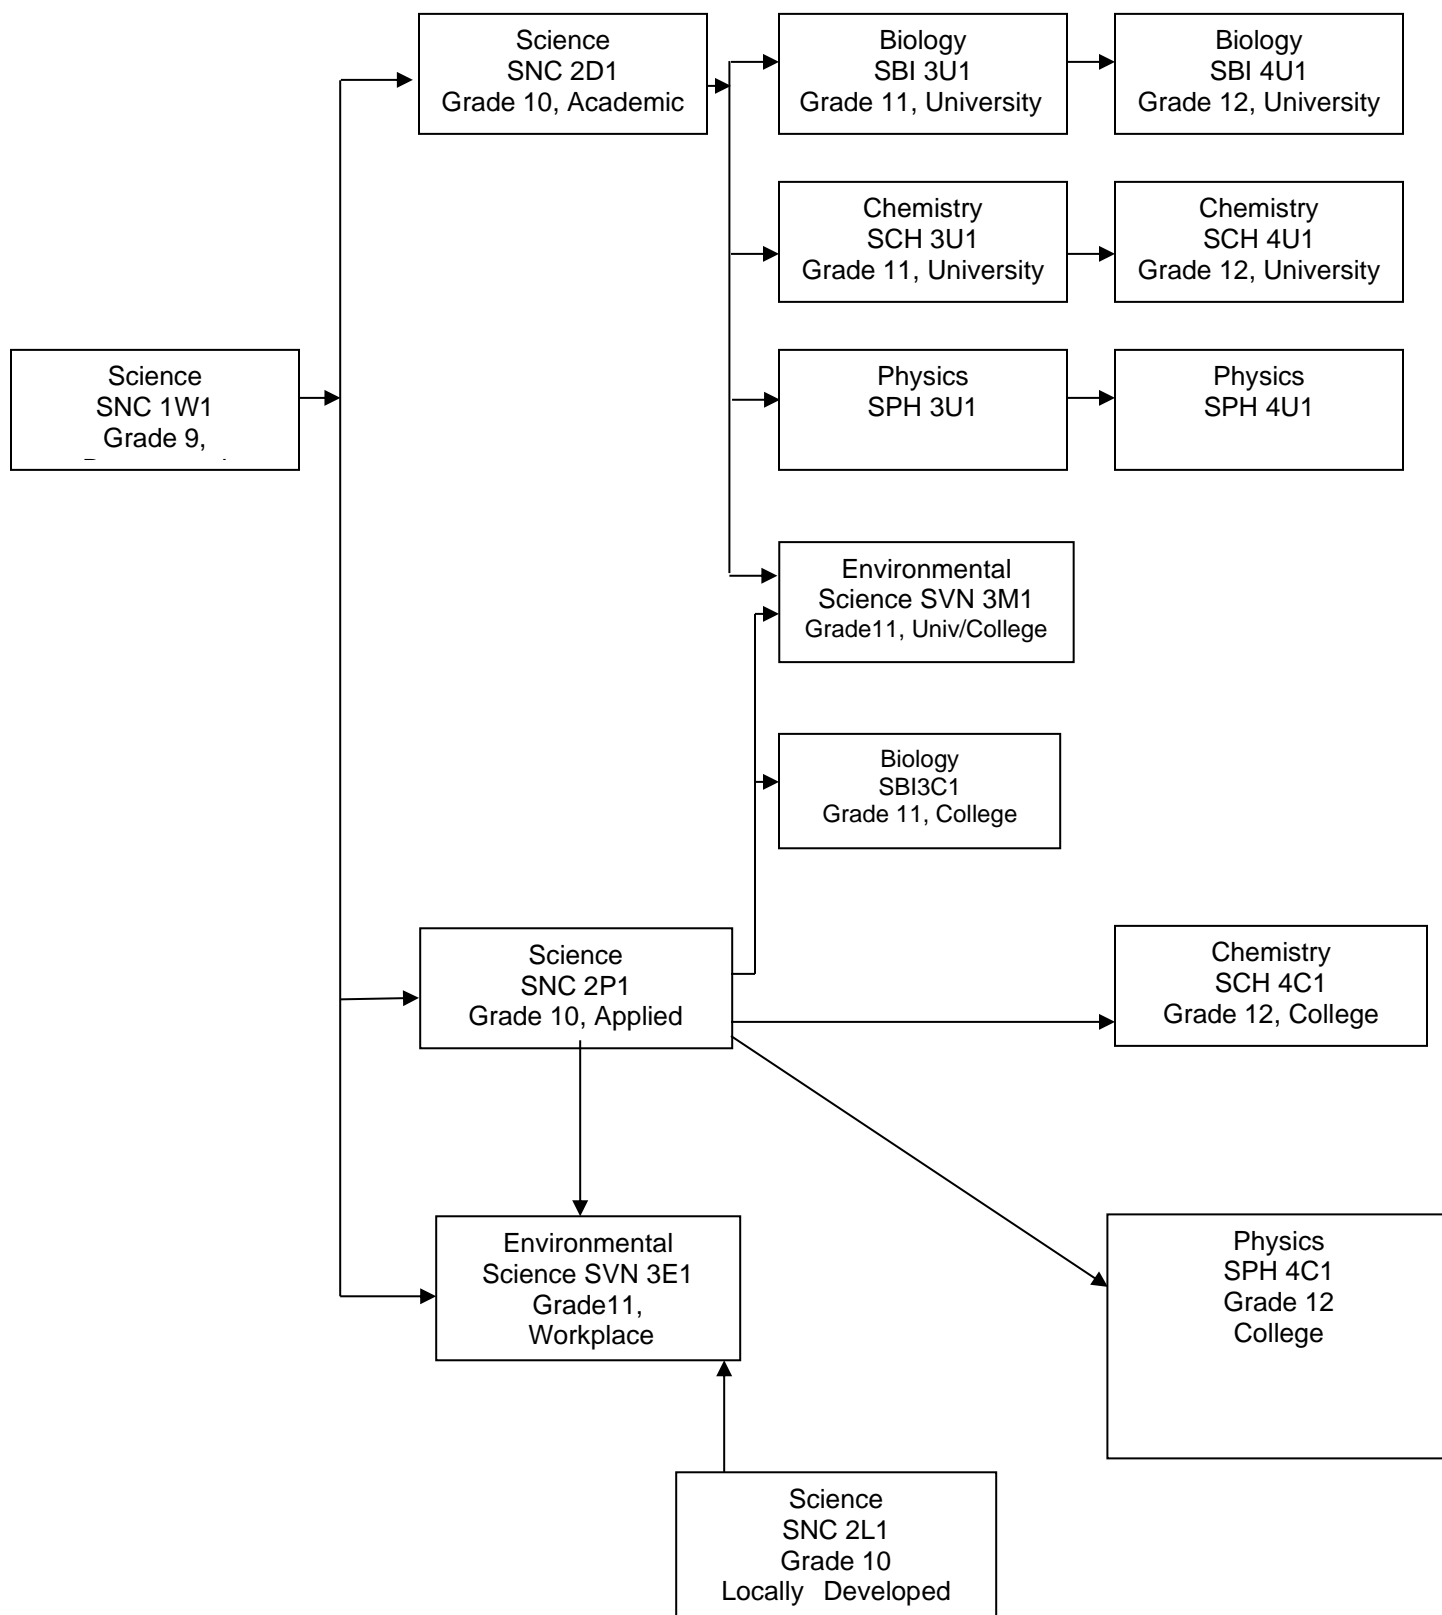 Science
SNC 2D1
Grade 10, Academic
Biology
SBI 3U1
Grade 11, University
Biology
SBI 4U1
Grade 12, University
Chemistry
SCH 3U1
Grade 11, University
Chemistry
SCH 4U1
Grade 12, University
Science
SNC 1W1
Grade 9,
Physics
SPH 3U1
Physics
SPH 4U1
Environmental
Science SVN 3M1
Grade11, Univ/College
Biology
SBI3C1
Grade 11, College
Science
SNC 2P1
Grade 10, Applied
Chemistry
SCH 4C1
Grade 12, College
Environmental
Science SVN 3E1
Grade11,
Workplace
Physics
SPH 4C1
Grade 12
College
Science
SNC 2L1
Grade 10
Locally Developed